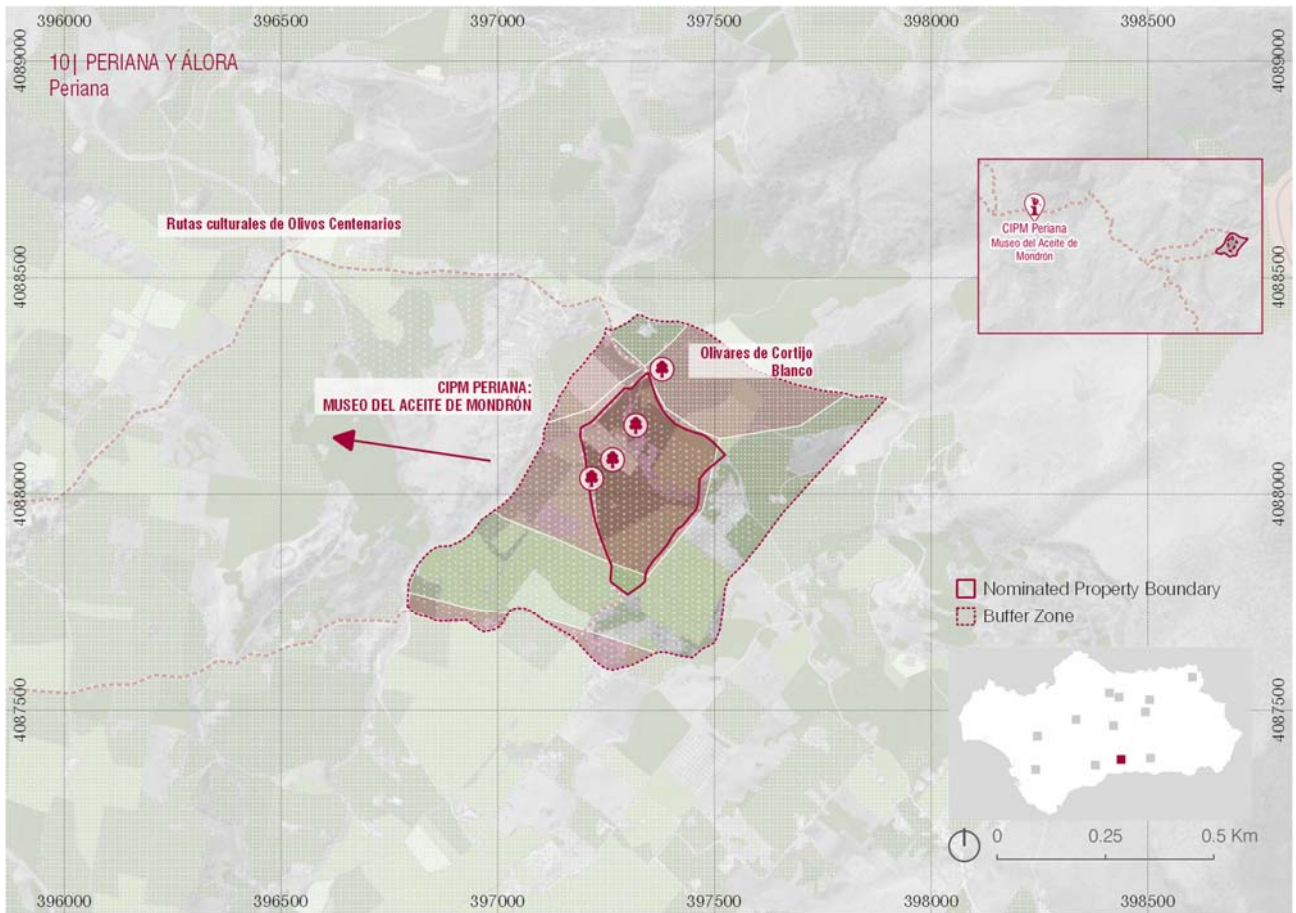 396000 396500 397000 397500 398000 398500
4089000 4089000
10| PERIANA Y ÁLORA
Periana
CIPM Periana
Museo del Aceite de
Mondrón
Rutas culturales de Olivos Centenarios
4088500 4088500
Olivares de Cortijo
Blanco
CIPM PERIANA:
MUSEO DEL ACEITE DE MONDRÓN
4088000 4088000
Nominated Property Boundary
Buffer Zone
4087500 4087500
0 0.25 0.5 Km
396000 396500 397000 397500 398000 398500